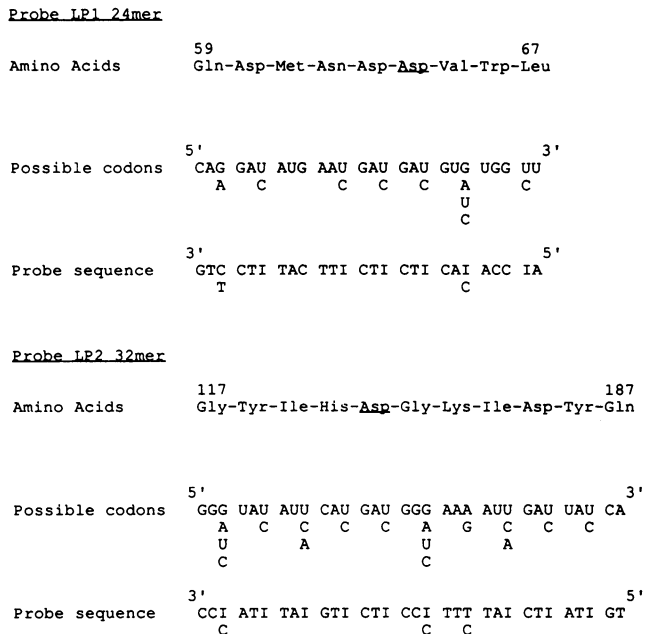 Probe LP1 24mer
59 67
Amino Acids Gln-Asp-Met-Asn-Asp-Asp-Val-Trp-Leu
5' 3'
Possible codons CAG GAU AUG AAU GAU GAU GUG UGG UU
A C C C C A C
U
C
3' 5'
Probe sequence GTC CTI TAC TTI CTI CTI CAI ACC IA
T C
Probe LP2 32mer
117 187
Amino Acids Gly-Tyr-Ile-His-Asp-Gly-Lys-Ile-Asp-Tyr-Gln
5' 3'
Possible codons GGG UAU AUU CAU GAU GGG AAA AUU GAU UAU CA
A C C C C A G C C C
U A U A
C C
3' 5'
Probe sequence CCI ATI TAI GTI CTI CCI TTT TAI CTI ATI GT
C C C